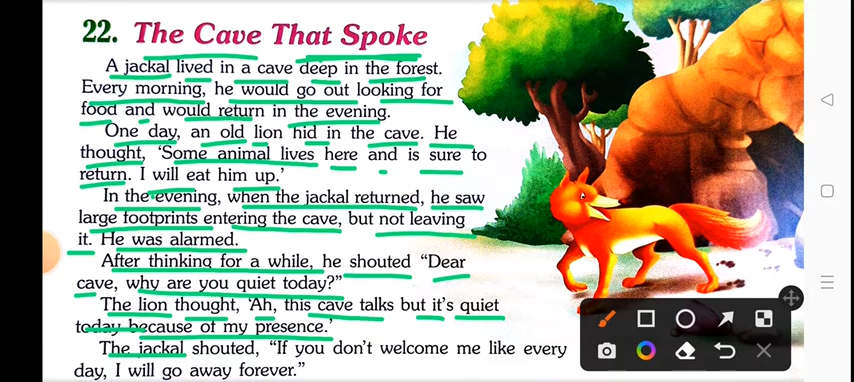 22. The Cave That Spoke
A jackal lived in a cave deep in the forest.
Every morning, he would go out looking for
food and would return in the evening.
One day, an old lion hid in the cave. He
thought, ‘Some animal lives here and is sure to
return. I will eat him up.’
In the evening, when the jackal returned, he saw
large footprints entering the cave, but not leaving
it. He was alarmed.
After thinking for a while, he shouted “Dear
cave, why are you quiet today?”
The lion thought, ‘Ah, this cave talks but it’s quiet
today because of my presence.’
The jackal shouted, “If you don’t welcome me like every
day, I will go away forever.”